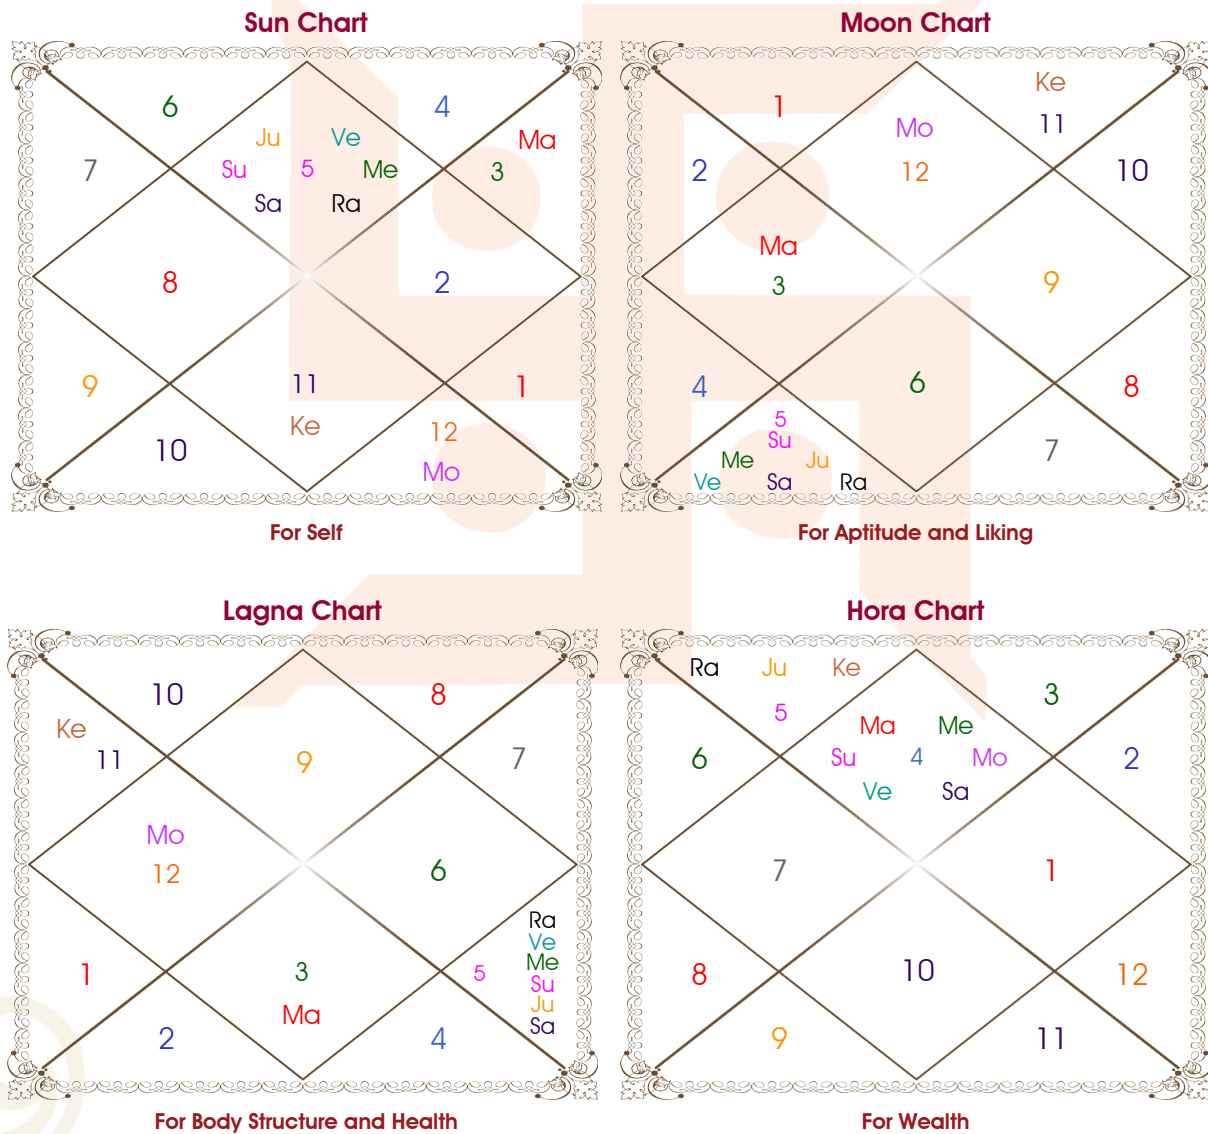 Sun Chart
6
4
Ju Ve
Ma
7
Su 5 Me
3
Sa Ra
8
2
9
11
1
Ke
12
10
Mo
For Self
Moon Chart
Ke
1
11
Mo
2
12
10
Ma
3
9
4
6
8
5
Su
7
Me Ju
Ve Sa Ra
For Aptitude and Liking
Lagna Chart
10
8
Ke
11
9
7
Mo
12
6
Ra
Ve
Me
1
3
5
Su
Ju
Ma
Sa
2
4
For Body Structure and Health
Hora Chart
Ra Ju Ke
3
5
Ma Me
6
Su 4 Mo
2
Ve Sa
7
1
8
10
12
9
11
For Wealth